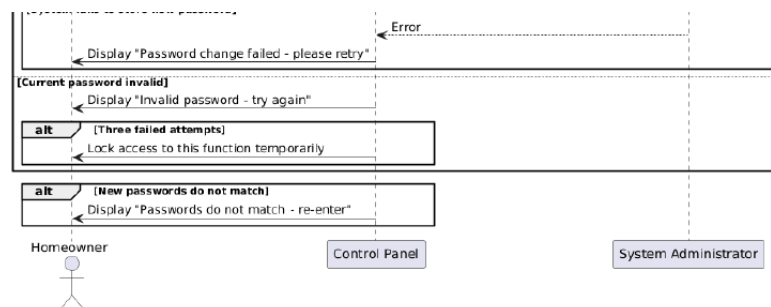 Error
Display "Password change failed - please retry"
[Current password invalid]
Display "Invalid password - try again"
alt [Three failed attempts]
Lock access to this function temporarily
alt [New passwords do not match]
Display "Passwords do not match - re-enter"
Homeowner
Control Panel
System Administrator